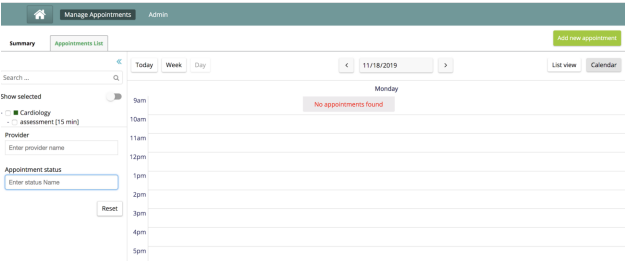 Manage Appointments Admin
Summary Appointments List Add new appointment
« Today Week Day < 11/18/2019 > List view Calendar
Search ...
Show selected
Monday
9am No appointments found
Cardiology
10am
assessment [15 min]
Provider
11am
Enter provider name
12pm
Appointment status
1pm
Enter status Name
2pm
Reset
3pm
4pm
5pm